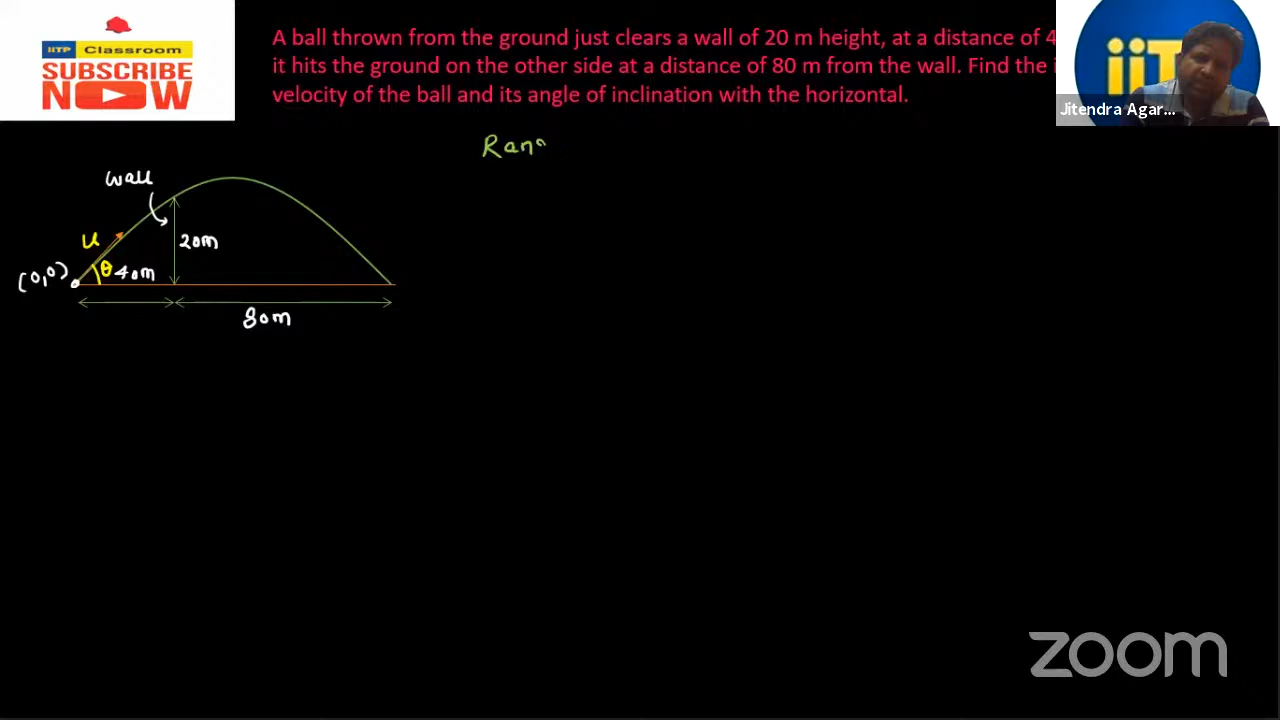 IITP Classroom
SUBSCRIBE
NOW
A ball thrown from the ground just clears a wall of 20 m height, at a distance of 4
it hits the ground on the other side at a distance of 80 m from the wall. Find the i
velocity of the ball and its angle of inclination with the horizontal.
iiT
Jitendra Agar...
Rang
wall
u
20m
(0,0)
θ
40m
80m
zoom